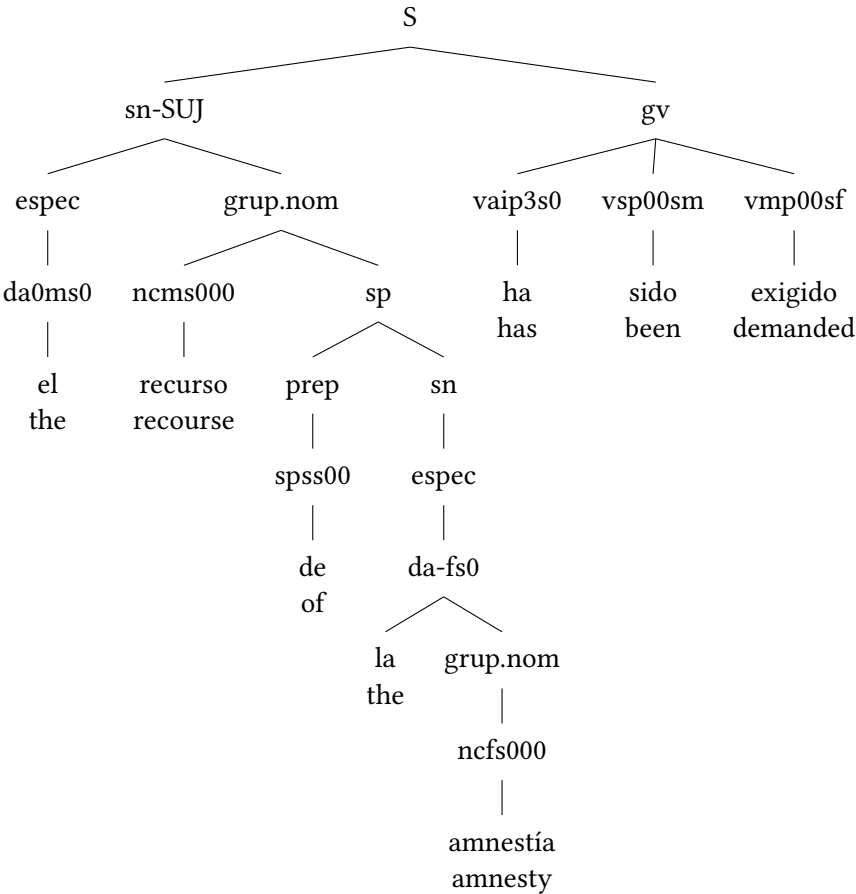 S
sn-SUJ gv
espec grup.nom vaip3s0 vsp00sm vmp00sf
da0ms0 ncms000 sp ha sido exigido
has been demanded
el recurso prep sn
the recourse
spss00 espec
de da-fs0
of
la grup.nom
the
ncfs000
amnestía
amnesty